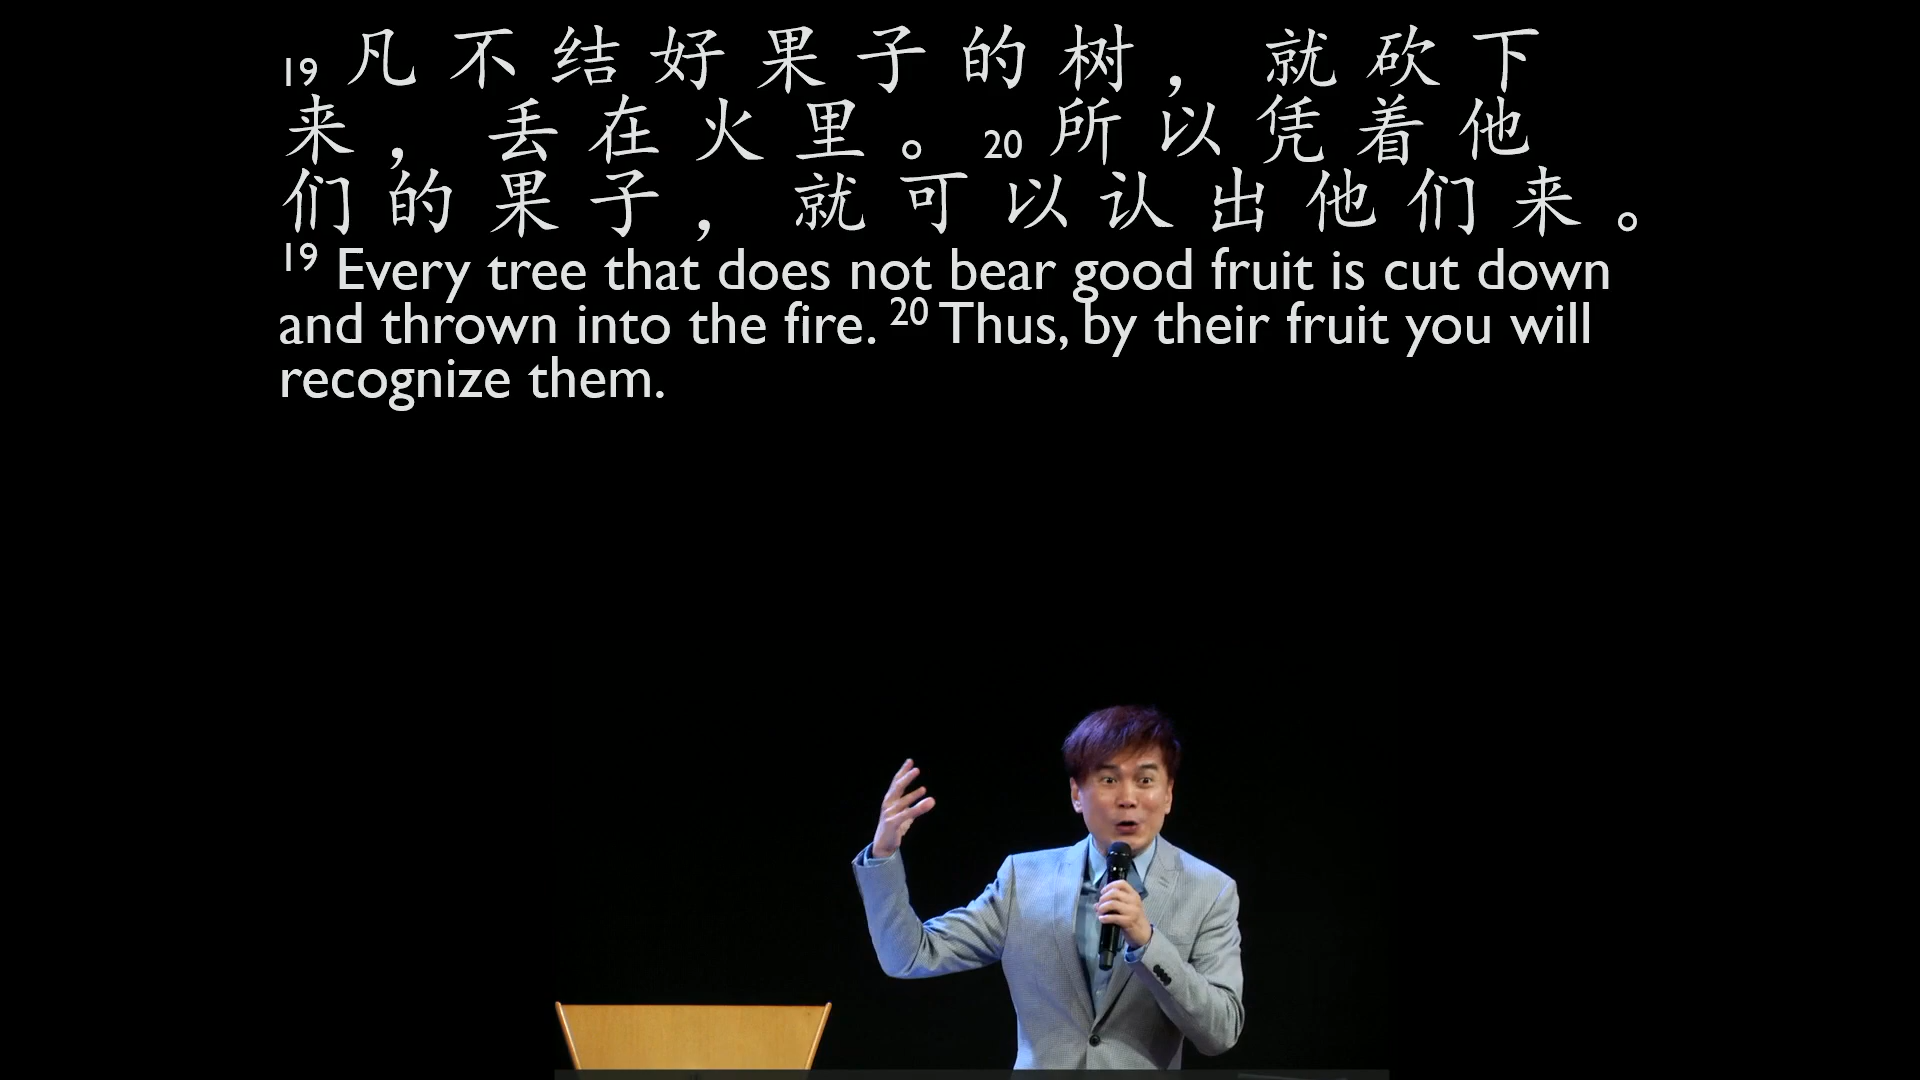 19 凡不结好果子的树，就砍下
来，丢在火里。20 所以凭着他
们的果子，就可以认出他们来。
19 Every tree that does not bear good fruit is cut down
and thrown into the fire. 20 Thus, by their fruit you will
recognize them.